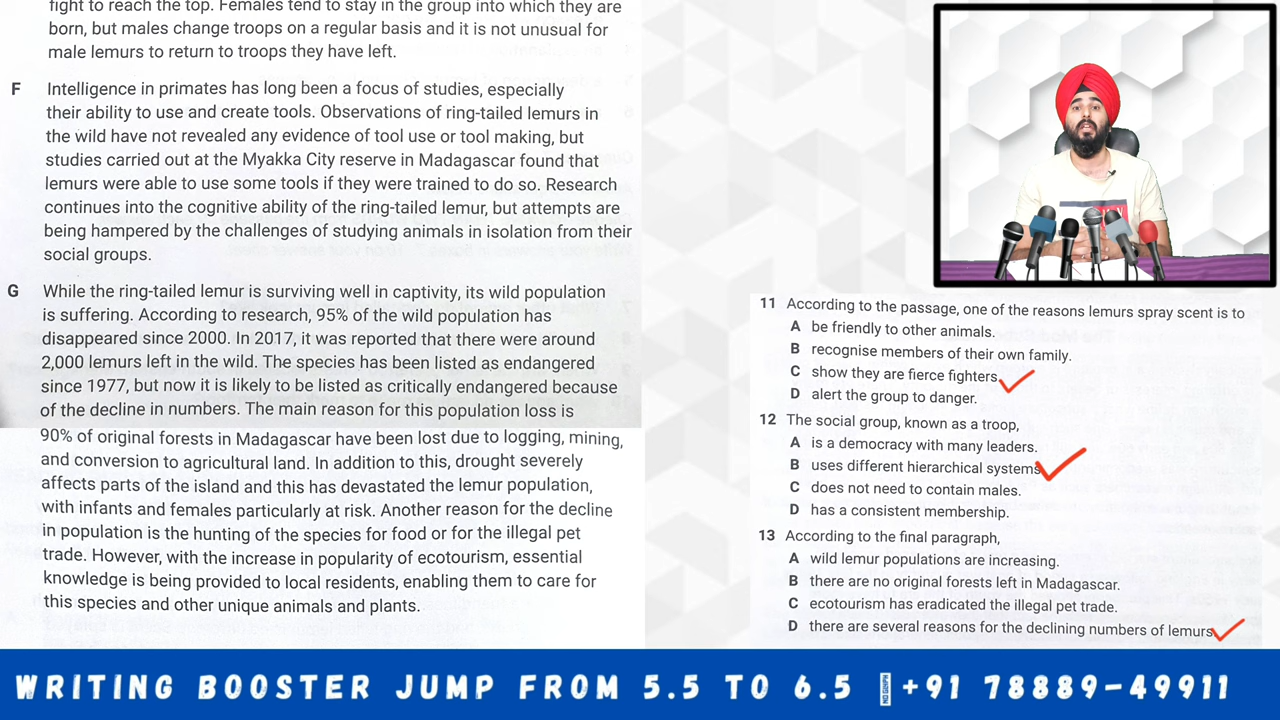 fight to reach the top. Females tend to stay in the group into which they are
born, but males change troops on a regular basis and it is not unusual for
male lemurs to return to troops they have left.
F Intelligence in primates has long been a focus of studies, especially
their ability to use and create tools. Observations of ring-tailed lemurs in
the wild have not revealed any evidence of tool use or tool making, but
studies carried out at the Myakka City reserve in Madagascar found that
lemurs were able to use some tools if they were trained to do so. Research
continues into the cognitive ability of the ring-tailed lemur, but attempts are
being hampered by the challenges of studying animals in isolation from their
social groups.
G While the ring-tailed lemur is surviving well in captivity, its wild population
is suffering. According to research, 95% of the wild population has
disappeared since 2000. In 2017, it was reported that there were around
2,000 lemurs left in the wild. The species has been listed as endangered
since 1977, but now it is likely to be listed as critically endangered because
of the decline in numbers. The main reason for this population loss is
90% of original forests in Madagascar have been lost due to logging, mining,
and conversion to agricultural land. In addition to this, drought severely
affects parts of the island and this has devastated the lemur population,
with infants and females particularly at risk. Another reason for the decline
in population is the hunting of the species for food or for the illegal pet
trade. However, with the increase in popularity of ecotourism, essential
knowledge is being provided to local residents, enabling them to care for
this species and other unique animals and plants.
11 According to the passage, one of the reasons lemurs spray scent is to
A be friendly to other animals.
B recognise members of their own family.
C show they are fierce fighters.
D alert the group to danger.
12 The social group, known as a troop,
A is a democracy with many leaders.
B uses different hierarchical systems
C does not need to contain males.
D has a consistent membership.
13 According to the final paragraph,
A wild lemur populations are increasing.
B there are no original forests left in Madagascar.
C ecotourism has eradicated the illegal pet trade.
D there are several reasons for the declining numbers of lemurs
WRITING BOOSTER JUMP FROM 5.5 TO 6.5 +91 78889-49911